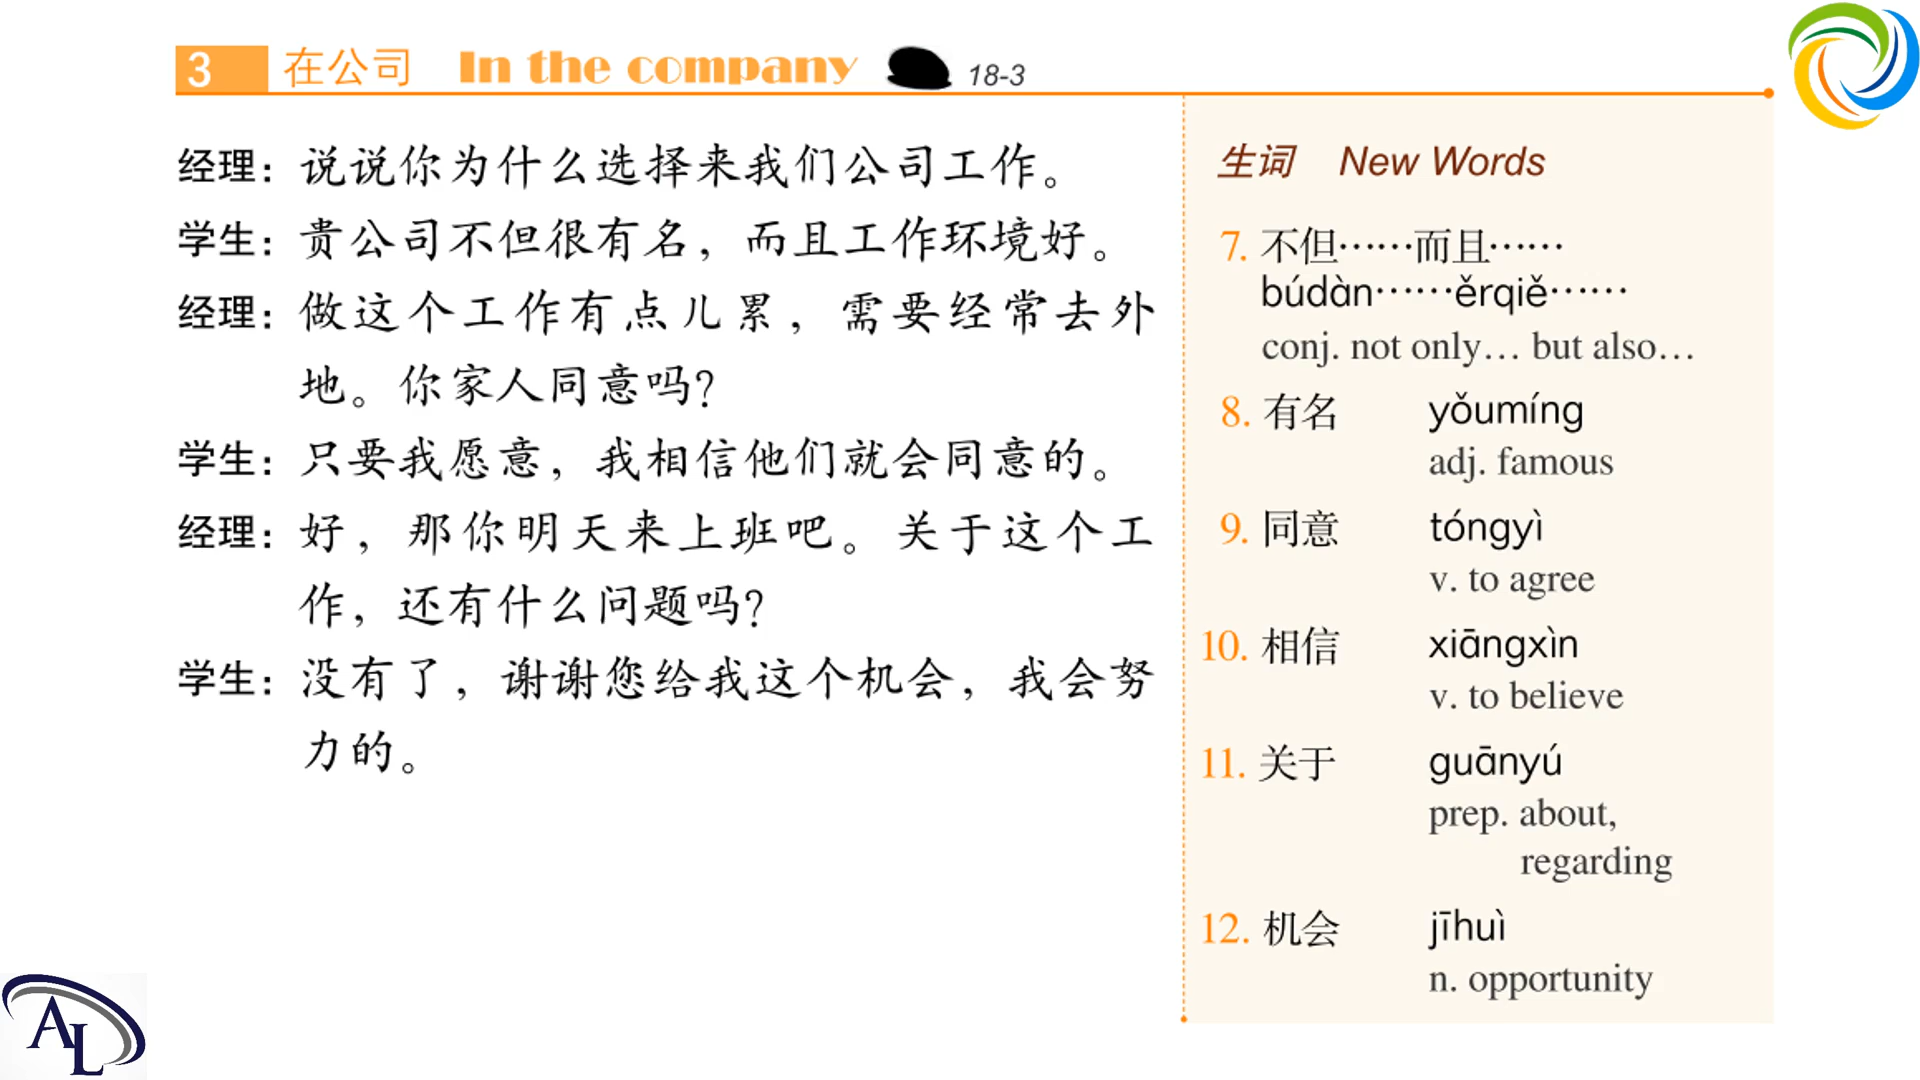 3 在公司 In the company 18-3
经理：说说你为什么选择来我们公司工作。
学生：贵公司不但很有名，而且工作环境好。
经理：做这个工作有点儿累，需要经常去外
地。你家人同意吗？
学生：只要我愿意，我相信他们就会同意的。
经理：好，那你明天来上班吧。关于这个工
作，还有什么问题吗？
学生：没有了，谢谢您给我这个机会，我会努
力的。
生词 New Words
7. 不但……而且……
búdàn……ěrqiě……
conj. not only… but also…
8. 有名 yǒumíng
adj. famous
9. 同意 tóngyì
v. to agree
10. 相信 xiāngxìn
v. to believe
11. 关于 guānyú
prep. about,
regarding
12. 机会 jīhuì
n. opportunity
AL